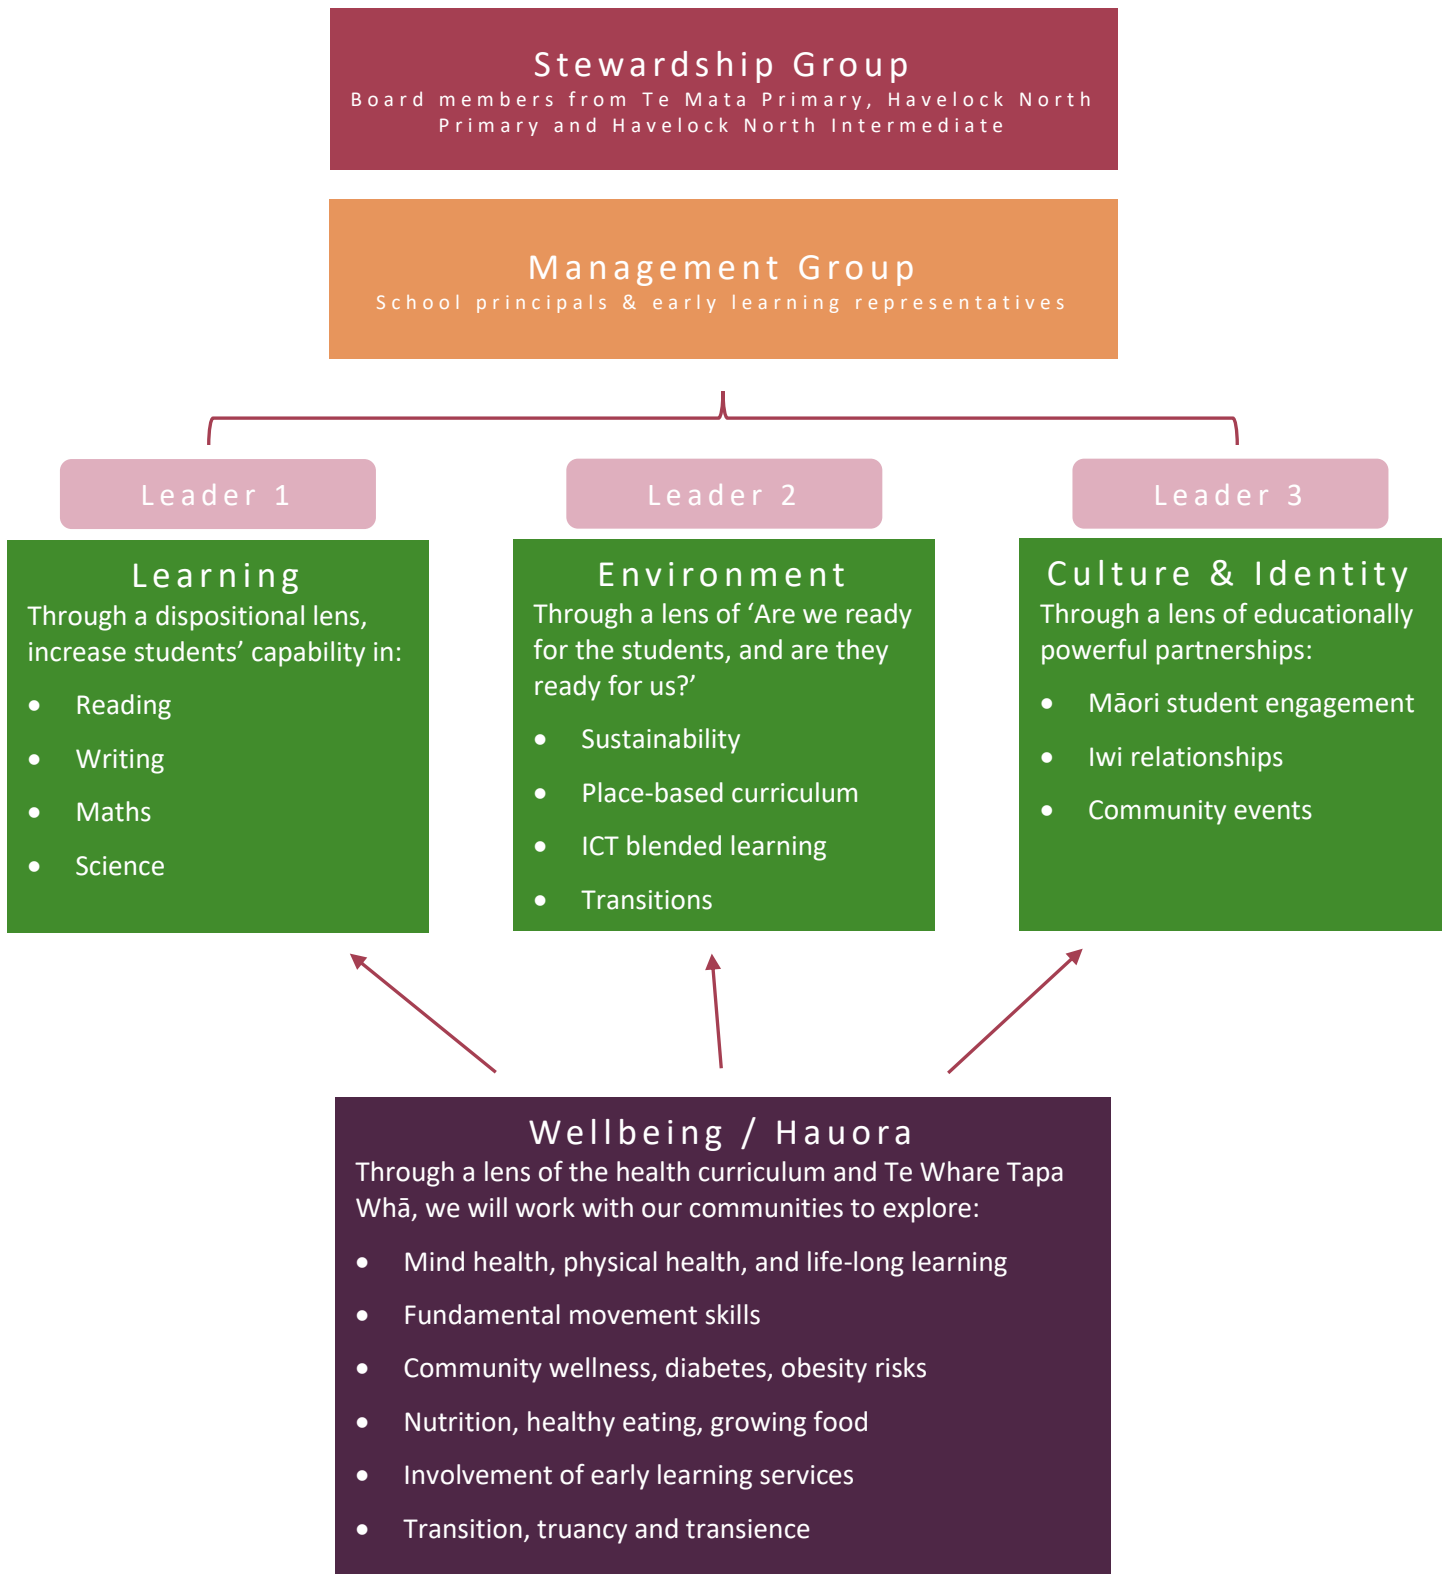 Stewardship Group
Board members from Te Mata Primary, Havelock North
Primary and Havelock North Intermediate
Management Group
School principals & early learning representatives
Leader 1
Learning
Through a dispositional lens,
increase students’ capability in:
• Reading
• Writing
• Maths
• Science
Leader 2
Environment
Through a lens of ‘Are we ready
for the students, and are they
ready for us?’
• Sustainability
• Place-based curriculum
• ICT blended learning
• Transitions
Leader 3
Culture & Identity
Through a lens of educationally
powerful partnerships:
• Māori student engagement
• Iwi relationships
• Community events
Wellbeing / Hauora
Through a lens of the health curriculum and Te Whare Tapa
Whā, we will work with our communities to explore:
• Mind health, physical health, and life-long learning
• Fundamental movement skills
• Community wellness, diabetes, obesity risks
• Nutrition, healthy eating, growing food
• Involvement of early learning services
• Transition, truancy and transience